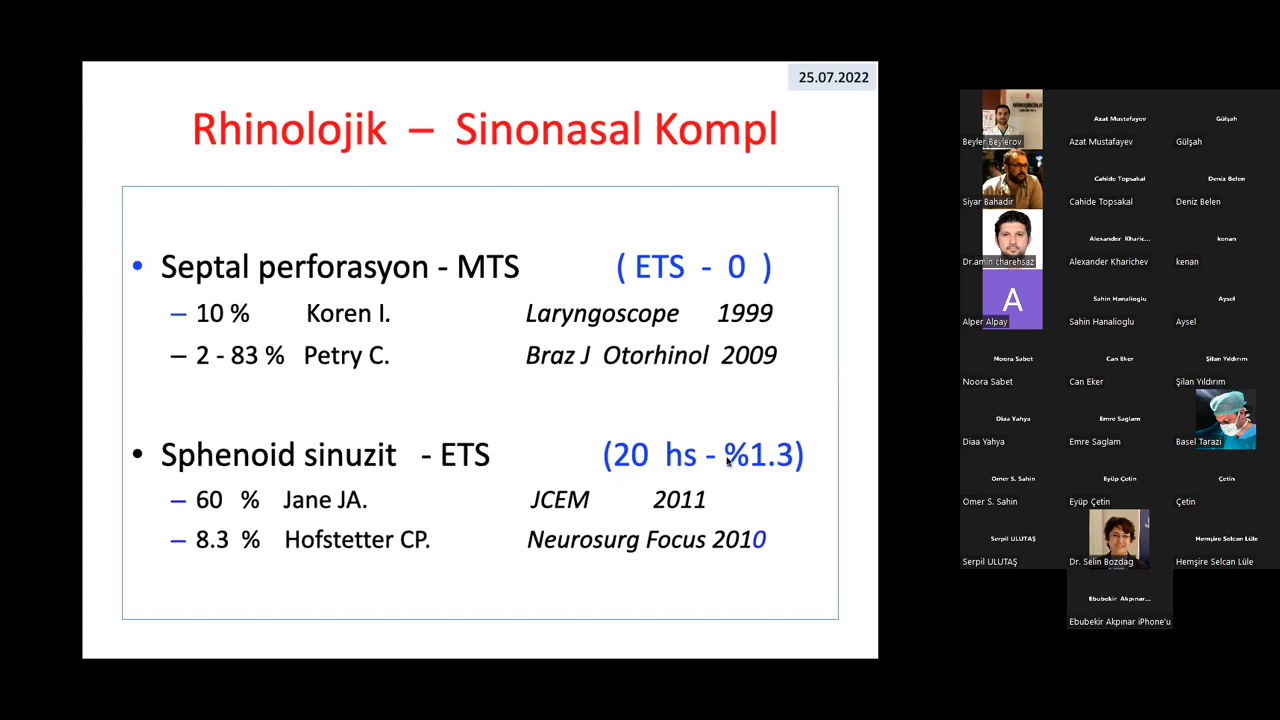 25.07.2022
Rhinolojik – Sinonasal Kompl
• Septal perforasyon - MTS ( ETS - 0 )
– 10 % Koren I. Laryngoscope 1999
– 2 - 83 % Petry C. Braz J Otorhinol 2009
• Sphenoid sinuzit - ETS (20 hs - %1.3)
– 60 % Jane JA. JCEM 2011
– 8.3 % Hofstetter CP. Neurosurg Focus 2010
Beyler Beylerov
Azat Mustafayev
Azat Mustafayev
Gülşah
Gülşah
Siyar Bahadir
Cahide Topsakal
Cahide Topsakal
Deniz Belen
Deniz Belen
Dr.amin charehsaz
Alexander Kharic...
Alexander Kharichev
kenan
kenan
A
Alper Alpay
Sahin Hanalioglu
Sahin Hanalioglu
Aysel
Aysel
Noora Sabet
Noora Sabet
Can Eker
Can Eker
Şilan Yıldırım
Şilan Yıldırım
Diaa Yahya
Diaa Yahya
Emre Saglam
Emre Saglam
Basel Tarazi
Omer S. Sahin
Omer S. Sahin
Eyüp Çetin
Eyüp Çetin
Çetin
Çetin
Serpil ULUTAŞ
Serpil ULUTAŞ
Dr. Selin Bozdag
Hemşire Selcan Lüle
Hemşire Selcan Lüle
Ebubekir Akpınar...
Ebubekir Akpınar iPhone'u